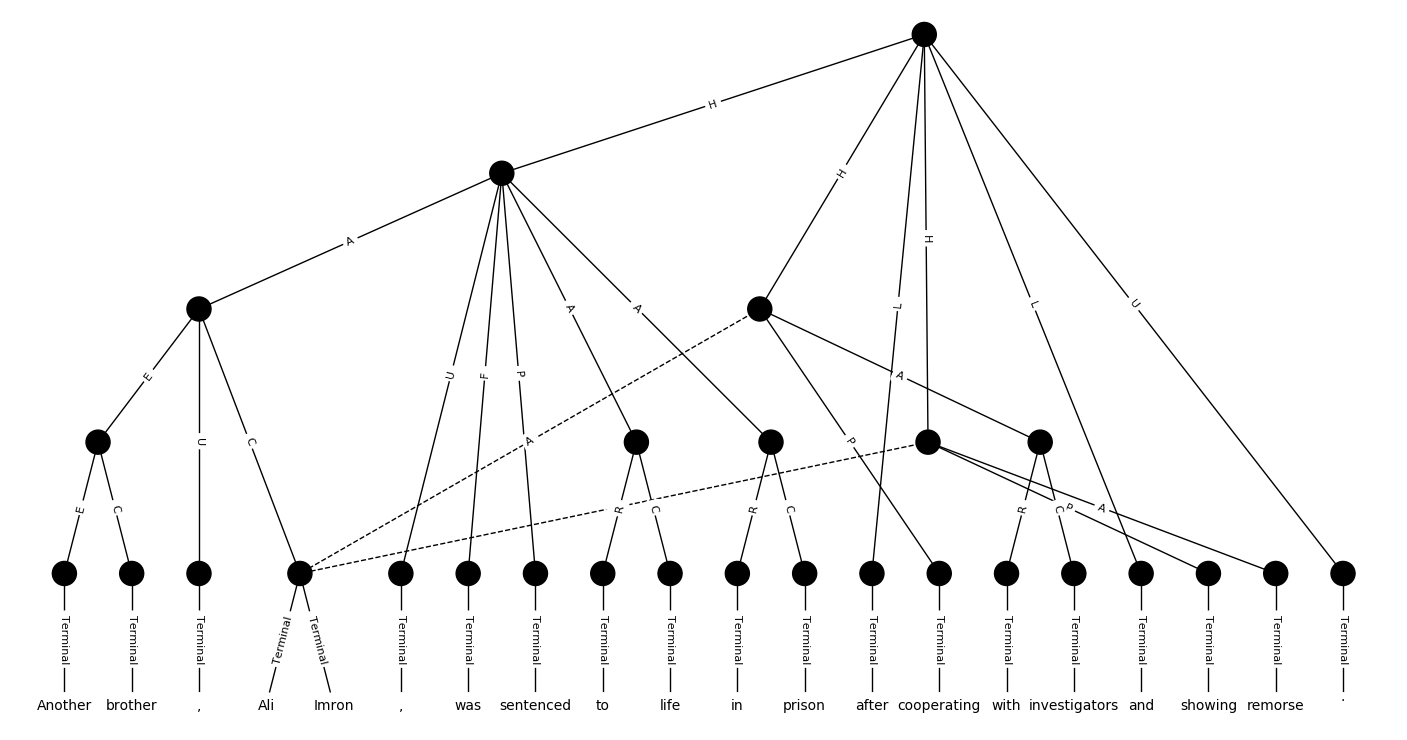 H
H
A
H
L
L
U
A
A
E
U
F
P
A
U
C
A
P
E
C
R
C
R
C
R
C
P
A
Terminal Terminal Terminal Terminal Terminal Terminal Terminal Terminal Terminal Terminal Terminal Terminal Terminal Terminal Terminal Terminal Terminal Terminal Terminal Terminal
Another brother , Ali Imron , was sentenced to life in prison after cooperating with investigators and showing remorse .